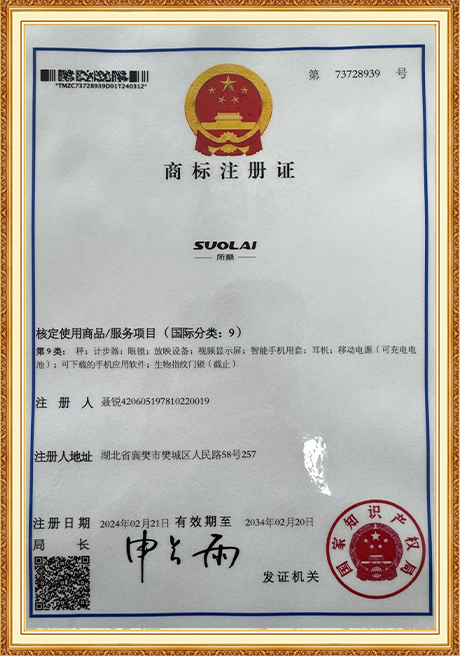 *TMZC73728939D01T240312*
第 73728939 号
商标注册证
SUOLAI
核定使用商品/服务项目（国际分类：9）
第9类：秤；计步器；眼镜；放映设备；视频显示屏；智能手机用套；耳机；移动电源（可充电电
池）；可下载的手机应用软件；生物指纹门锁（截止）
注册人 聂锐420605197810220019
注册人地址 湖北省襄樊市樊城区人民路58号257
注册日期 2024年02月21日 有效期至 2034年02月20日
局长 申长雨
发证机关
国家知识产权局